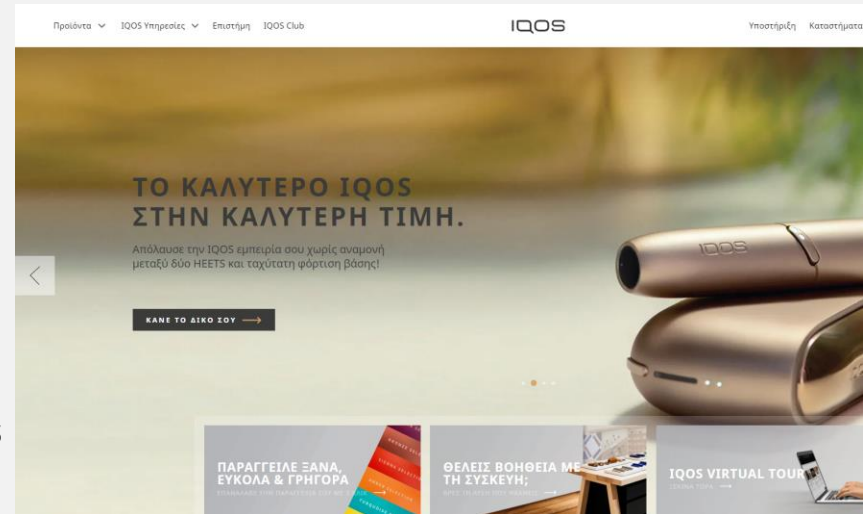 Προϊόντα IQOS Υπηρεσίες Επιστήμη IQOS Club IQOS Υποστήριξη Καταστήματα
ΤΟ ΚΑΛΥΤΕΡΟ IQOS
ΣΤΗΝ ΚΑΛΥΤΕΡΗ ΤΙΜΗ.
Απόλαυσε την IQOS εμπειρία σου χωρίς αναμονή
μεταξύ δύο HEETS και ταχύτατη φόρτιση βάσης!
ΚΑΝΕ ΤΟ ΔΙΚΟ ΣΟΥ
IQOS
ΠΑΡΑΓΓΕΙΛΕ ΞΑΝΑ,
ΕΥΚΟΛΑ & ΓΡΗΓΟΡΑ
ΘΕΛΕΙΣ ΒΟΗΘΕΙΑ ΜΕ
ΤΗ ΣΥΣΚΕΥΗ;
IQOS VIRTUAL TOUR